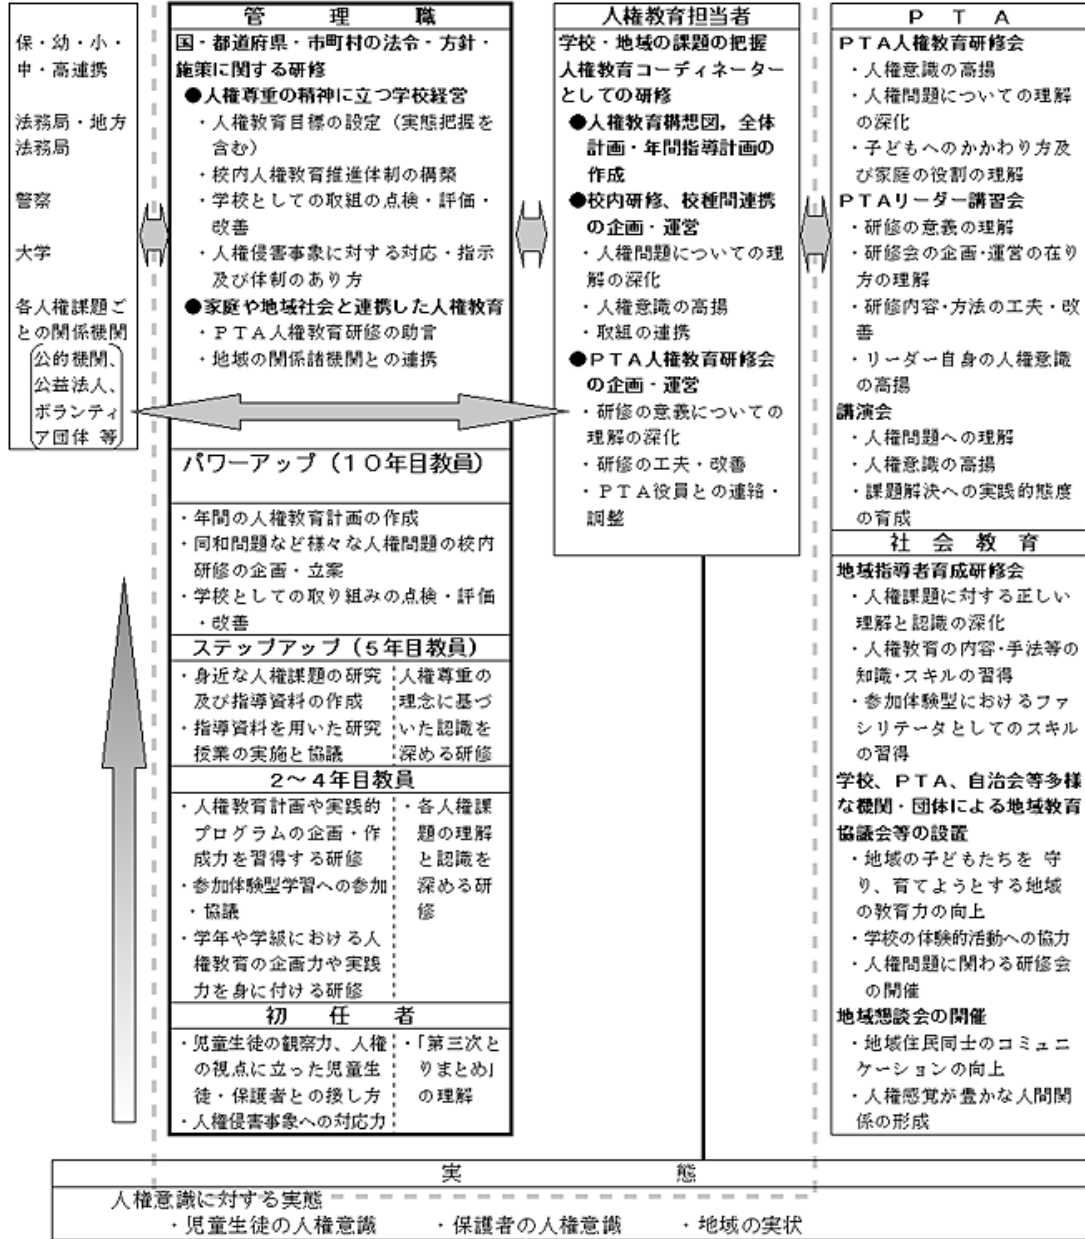 保・幼・小・
中・高連携
法務局・地方
法務局
警察
大学
各人権課題ご
との関係機関
公的機関、
公益法人、
ボランティ
ア団体 等
管理職
国・都道府県・市町村の法令・方針・
施策に関する研修
●人権尊重の精神に立つ学校経営
・人権教育目標の設定（実態把握を
含む）
・校内人権教育推進体制の構築
・学校としての取組の点検・評価・
改善
・人権侵害事象に対する対応・指示
及び体制のあり方
●家庭や地域社会と連携した人権教育
・ＰＴＡ人権教育研修の助言
・地域の関係諸機関との連携
パワーアップ（１０年目教員）
・年間の人権教育計画の作成
・同和問題など様々な人権問題の校内
研修の企画・立案
・学校としての取り組みの点検・評価
・改善
ステップアップ（５年目教員）
・身近な人権課題の研究
及び指導資料の作成
・指導資料を用いた研究
授業の実施と協議
人権尊重の
理念に基づ
いた認識を
深める研修
２～４年目教員
・人権教育計画や実践的
プログラムの企画・作
成力を習得する研修
・参加体験型学習への参加
・協議
・学年や学級における人
権教育の企画力や実践
力を身に付ける研修
・各人権課
題の理解
と認識を
深める研
修
初任者
・児童生徒の観察力、人権
の視点に立った児童生
徒・保護者との接し方
・人権侵害事象への対応力
・「第三次と
りまとめ」
の理解
人権教育担当者
学校・地域の課題の把握
人権教育コーディネーター
としての研修
●人権教育構想図，全体
計画・年間指導計画の
作成
●校内研修、校種間連携
の企画・運営
・人権問題についての理
解の深化
・人権意識の高揚
・取組の連携
●ＰＴＡ人権教育研修会
の企画・運営
・研修の意義についての
理解の深化
・研修の工夫・改善
・ＰＴＡ役員との連絡・
調整
ＰＴＡ
ＰＴＡ人権教育研修会
・人権意識の高揚
・人権問題についての理解
の深化
・子どもへのかかわり方及
び家庭の役割の理解
ＰＴＡリーダー講習会
・研修の意義の理解
・研修会の企画・運営の在り
方の理解
・研修内容・方法の工夫・改
善
・リーダー自身の人権意識
の高揚
講演会
・人権問題への理解
・人権意識の高揚
・課題解決への実践的態度
の育成
社会教育
地域指導者育成研修会
・人権課題に対する正しい
理解と認識の深化
・人権教育の内容・手法等の
知識・スキルの習得
・参加体験型におけるファ
シリテータとしてのスキル
の習得
学校、ＰＴＡ、自治会等多様
な機関・団体による地域教育
協議会等の設置
・地域の子どもたちを 守
り、育てようとする地域
の教育力の向上
・学校の体験的活動への協力
・人権問題に関わる研修会
の開催
地域懇談会の開催
・地域住民同士のコミュニ
ケーションの向上
・人権感覚が豊かな人間関
係の形成
実態
人権意識に対する実態
・児童生徒の人権意識 ・保護者の人権意識 ・地域の実状